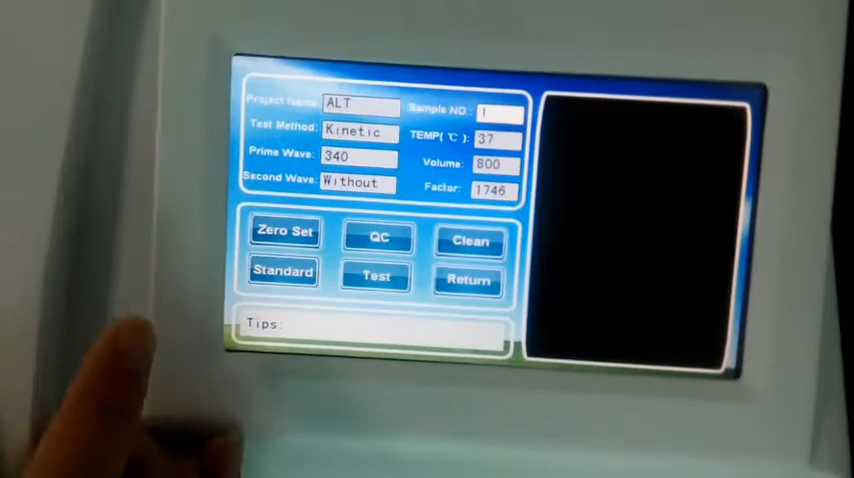 Project Name: ALT Sample NO.: 1
Test Method: Kinetic TEMP( ℃ ): 37
Prime Wave: 340 Volume: 800
Second Wave: Without Factor: 1746
Zero Set QC Clean
Standard Test Return
Tips: